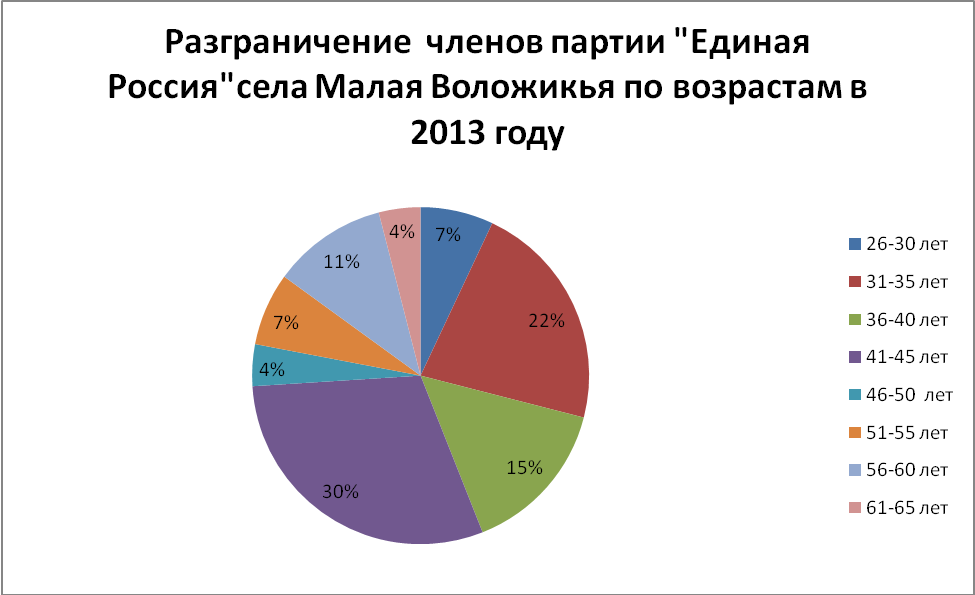 Разграничение  членов партии "Единая
Россия"села Малая Воложикья по возрастам в
2013 году
4%
7%
11%
22%
7%
4%
15%
30%
26-30 лет
31-35 лет
36-40 лет
41-45 лет
46-50  лет
51-55 лет
56-60 лет
61-65 лет